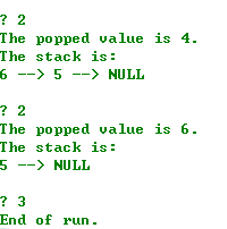 ? 2
The popped value is 4.
The stack is:
6 --> 5 --> NULL
? 2
The popped value is 6.
The stack is:
5 --> NULL
? 3
End of run.